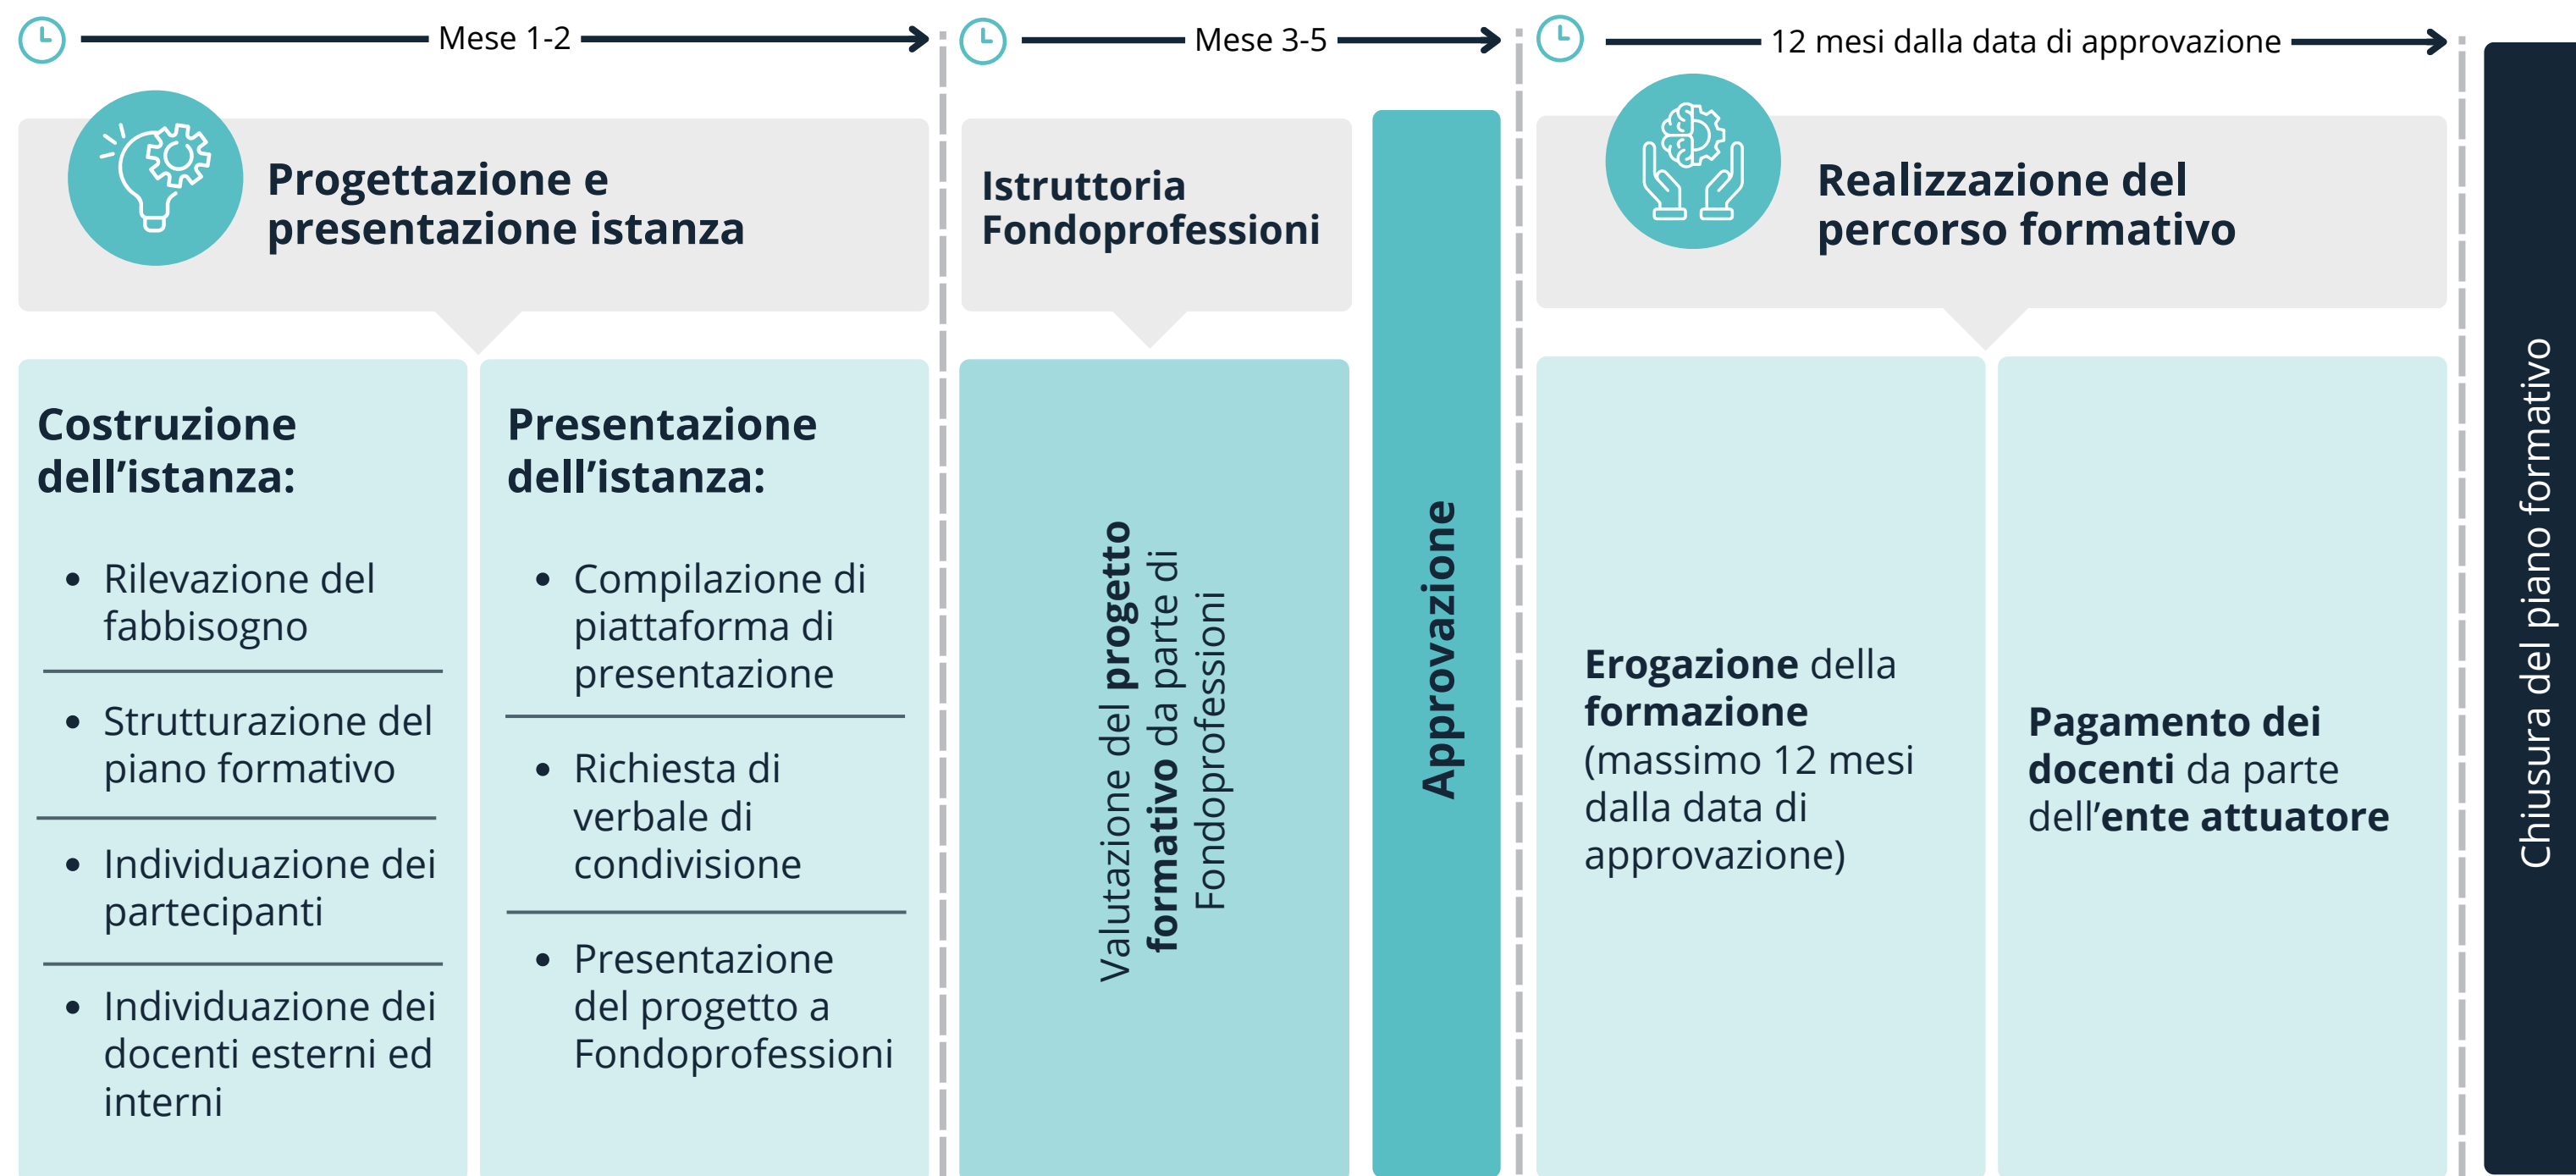 Mese 1-2
Mese 3-5
12 mesi dalla data di approvazione
Progettazione e
presentazione istanza
Istruttoria
Fondoprofessioni
Realizzazione del
percorso formativo
Costruzione
dell’istanza:
• Rilevazione del
fabbisogno
• Strutturazione del
piano formativo
• Individuazione dei
partecipanti
• Individuazione dei
docenti esterni ed
interni
Presentazione
dell’istanza:
• Compilazione di
piattaforma di
presentazione
• Richiesta di
verbale di
condivisione
• Presentazione
del progetto a
Fondoprofessioni
Valutazione del progetto
formativo da parte di
Fondoprofessioni
Approvazione
Erogazione della
formazione
(massimo 12 mesi
dalla data di
approvazione)
Pagamento dei
docenti da parte
dell’ente attuatore
Chiusura del piano formativo